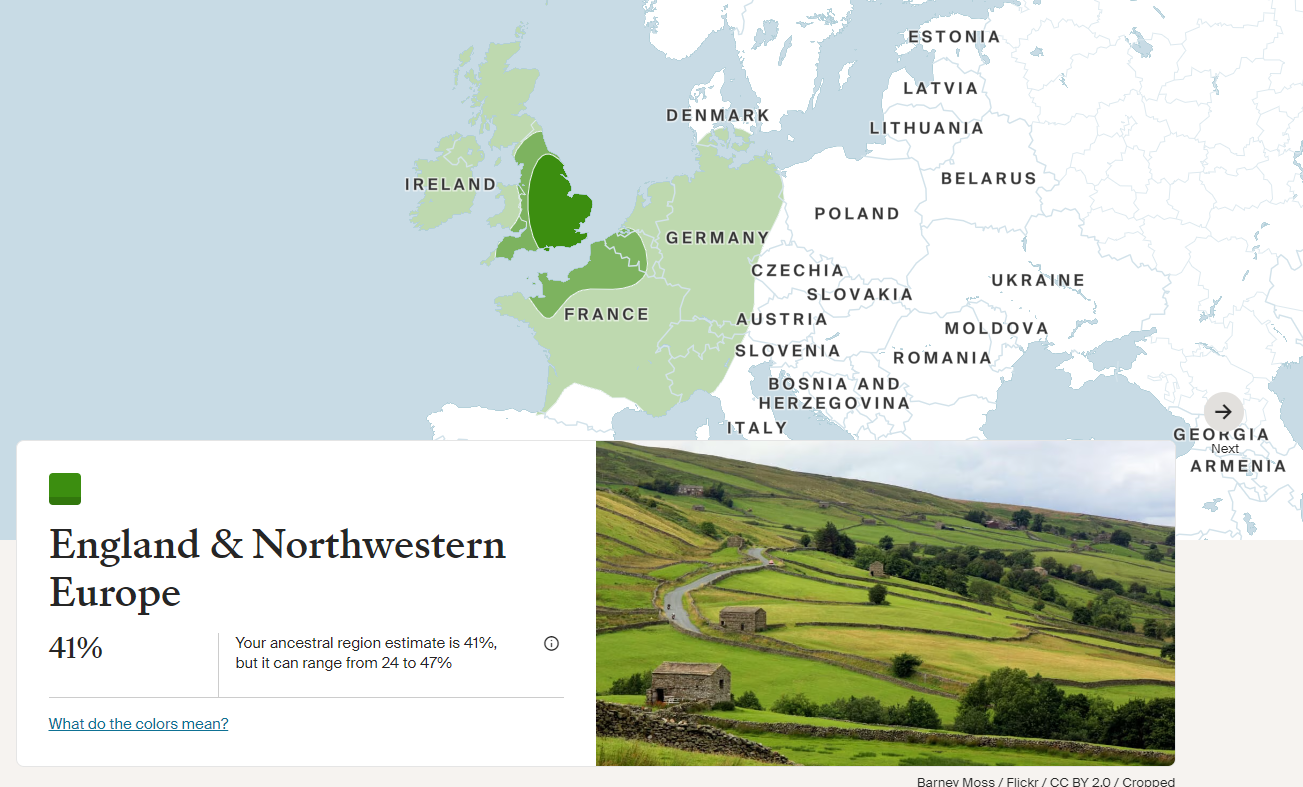 ESTONIA
LATVIA
DENMARK
LITHUANIA
BELARUS
IRELAND
POLAND
GERMANY
CZECHIA
UKRAINE
SLOVAKIA
FRANCE
AUSTRIA
MOLDOVA
SLOVENIA
ROMANIA
BOSNIA AND
HERZEGOVINA
ITALY
GEORGIA
Next
ARMENIA
England & Northwestern
Europe
41%
Your ancestral region estimate is 41%,
but it can range from 24 to 47%
What do the colors mean?
Barney Moss / Flickr / CC BY 2.0 / Cropped